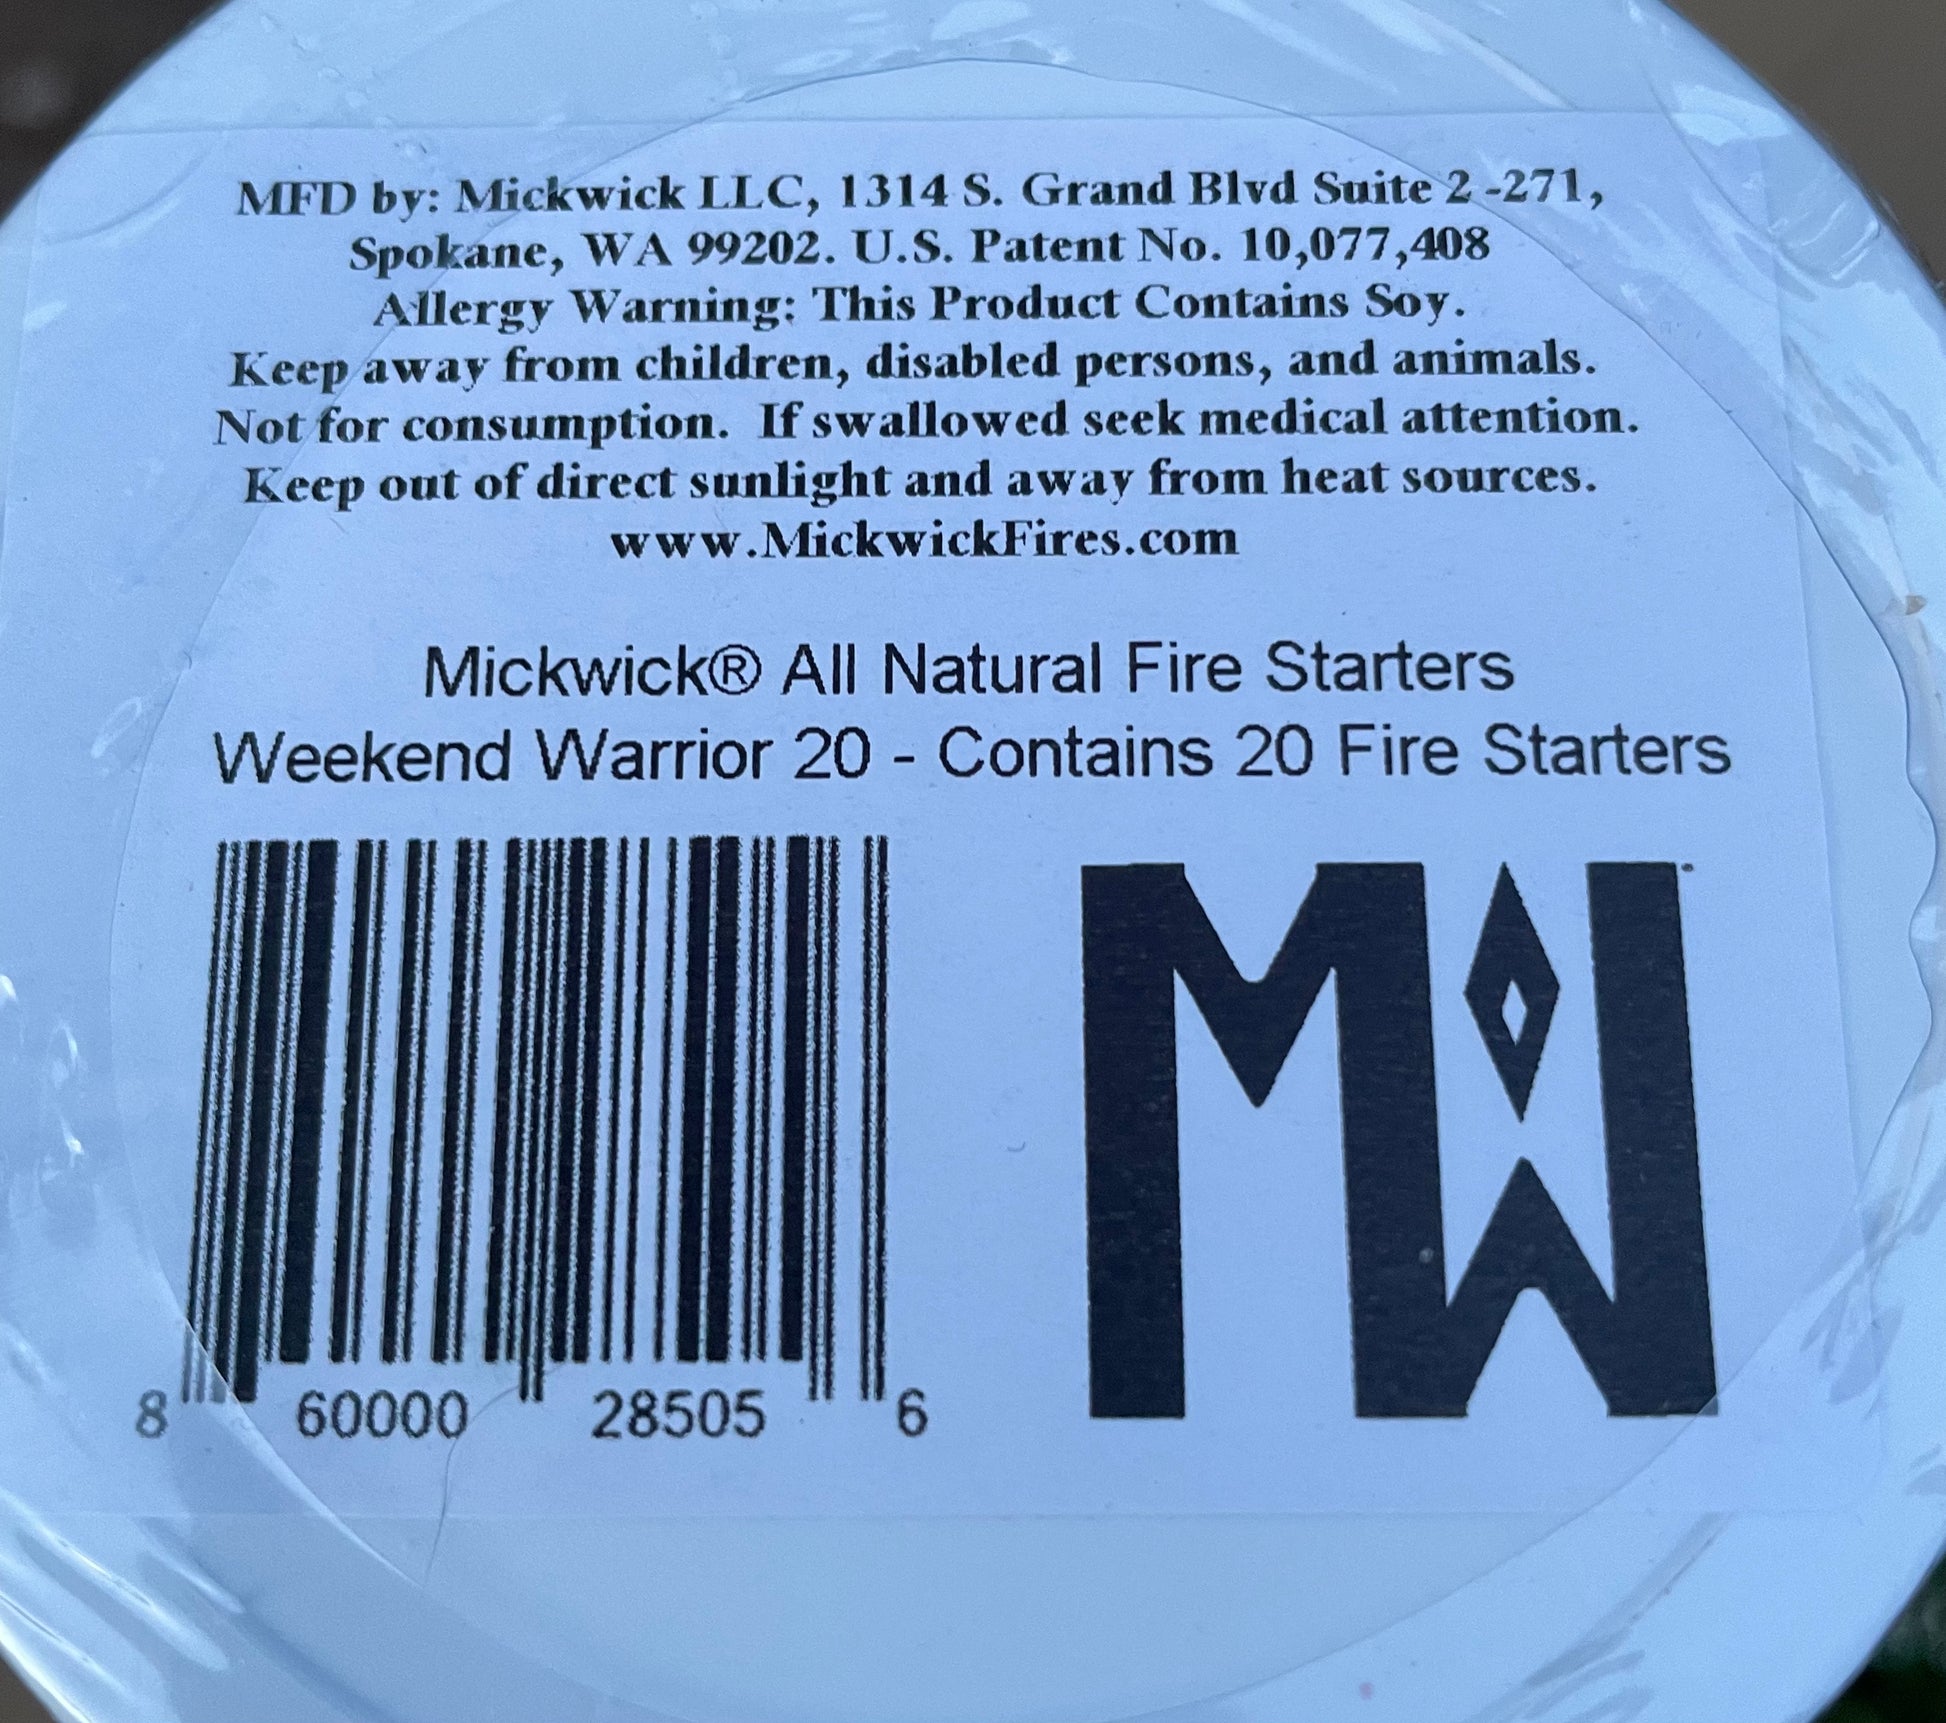 MFD by: Mickwick LLC, 1314 S. Grand Blvd Suite 2 -271,
Spokane, WA 99202. U.S. Patent No. 10,077,408
Allergy Warning: This Product Contains Soy.
Keep away from children, disabled persons, and animals.
Not for consumption. If swallowed seek medical attention.
Keep out of direct sunlight and away from heat sources.
www.MickwickFires.com
Mickwick® All Natural Fire Starters
Weekend Warrior 20 - Contains 20 Fire Starters
8 60000 28505 6
MW